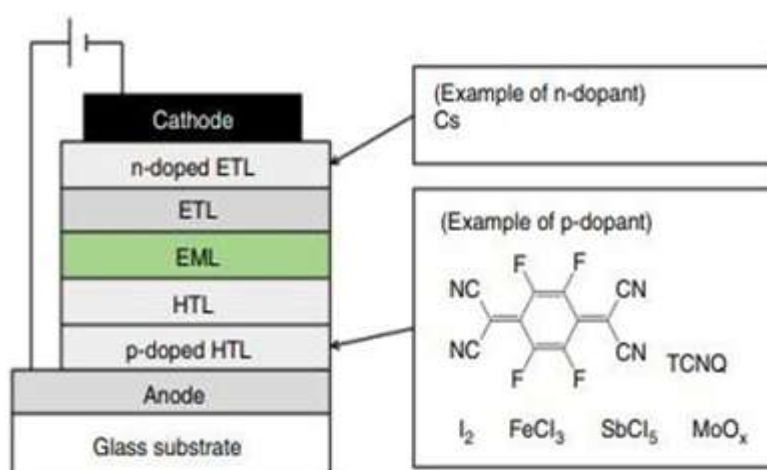 Cathode
n-doped ETL
ETL
EML
HTL
p-doped HTL
Anode
Glass substrate
(Example of n-dopant)
Cs
(Example of p-dopant)
F F
NC CN
NC CN
F F
TCNQ
I₂ FeCl₃ SbCl₅ MoOₓ